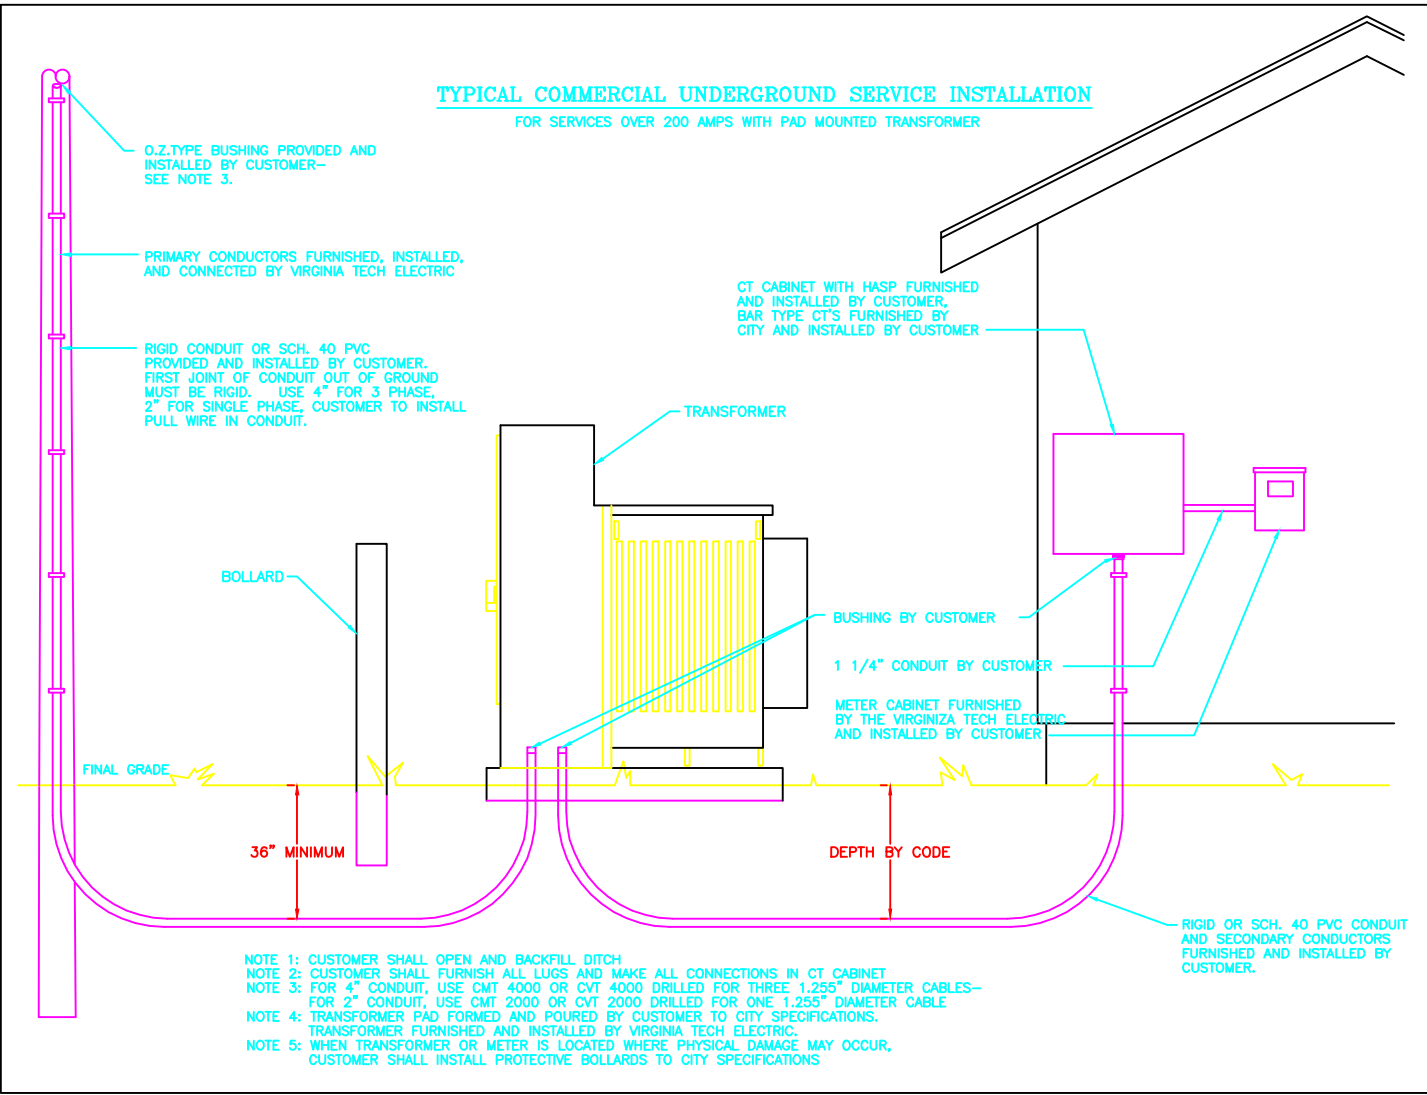 TYPICAL COMMERCIAL UNDERGROUND SERVICE INSTALLATION
FOR SERVICES OVER 200 AMPS WITH PAD MOUNTED TRANSFORMER
O.Z.TYPE BUSHING PROVIDED AND
INSTALLED BY CUSTOMER-
SEE NOTE 3.
PRIMARY CONDUCTORS FURNISHED, INSTALLED,
AND CONNECTED BY VIRGINIA TECH ELECTRIC
RIGID CONDUIT OR SCH. 40 PVC
PROVIDED AND INSTALLED BY CUSTOMER.
FIRST JOINT OF CONDUIT OUT OF GROUND
MUST BE RIGID. USE 4" FOR 3 PHASE,
2" FOR SINGLE PHASE, CUSTOMER TO INSTALL
PULL WIRE IN CONDUIT.
CT CABINET WITH HASP FURNISHED
AND INSTALLED BY CUSTOMER,
BAR TYPE CT'S FURNISHED BY
CITY AND INSTALLED BY CUSTOMER
TRANSFORMER
BOLLARD
BUSHING BY CUSTOMER
1 1/4" CONDUIT BY CUSTOMER
METER CABINET FURNISHED
BY THE VIRGINIZA TECH ELECTRIC
AND INSTALLED BY CUSTOMER
FINAL GRADE
36" MINIMUM
DEPTH BY CODE
RIGID OR SCH. 40 PVC CONDUIT
AND SECONDARY CONDUCTORS
FURNISHED AND INSTALLED BY
CUSTOMER.
NOTE 1: CUSTOMER SHALL OPEN AND BACKFILL DITCH
NOTE 2: CUSTOMER SHALL FURNISH ALL LUGS AND MAKE ALL CONNECTIONS IN CT CABINET
NOTE 3: FOR 4" CONDUIT, USE CMT 4000 OR CVT 4000 DRILLED FOR THREE 1.255" DIAMETER CABLES-
FOR 2" CONDUIT, USE CMT 2000 OR CVT 2000 DRILLED FOR ONE 1.255" DIAMETER CABLE
NOTE 4: TRANSFORMER PAD FORMED AND POURED BY CUSTOMER TO CITY SPECIFICATIONS.
TRANSFORMER FURNISHED AND INSTALLED BY VIRGINIA TECH ELECTRIC.
NOTE 5: WHEN TRANSFORMER OR METER IS LOCATED WHERE PHYSICAL DAMAGE MAY OCCUR,
CUSTOMER SHALL INSTALL PROTECTIVE BOLLARDS TO CITY SPECIFICATIONS